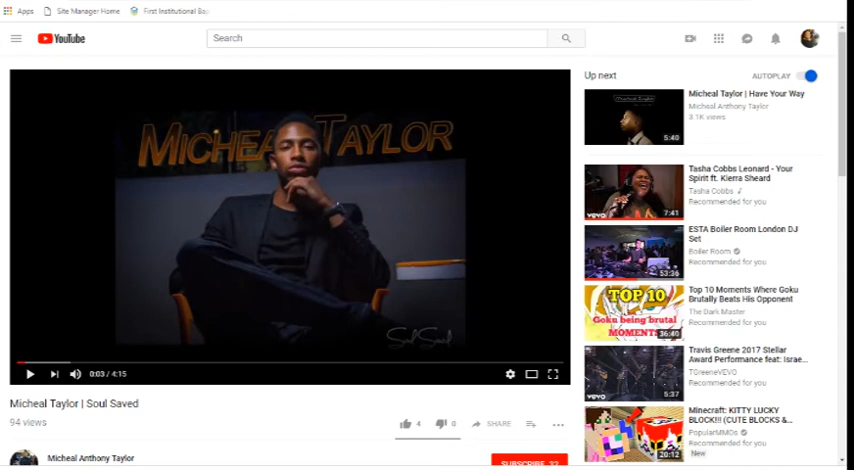 Apps
Site Manager Home
First Institutional Bap
YouTube
Search
MICHEAL TAYLOR
Soul Saved
0:03 / 4:15
Micheal Taylor | Soul Saved
94 views
4
0
SHARE
Micheal Anthony Taylor
SUBSCRIBE 32
Up next
AUTOPLAY
5:40
Micheal Taylor | Have Your Way
Micheal Anthony Taylor
3.1K views
vevo
7:41
Tasha Cobbs Leonard - Your
Spirit ft. Kierra Sheard
Tasha Cobbs
Recommended for you
53:36
ESTA Boiler Room London DJ
Set
Boiler Room
Recommended for you
TOP 10
Goku being brutal
MOMENTS
36:40
Top 10 Moments Where Goku
Brutally Beats His Opponent
The Dark Master
Recommended for you
vevo
5:37
Travis Greene 2017 Stellar
Award Performance feat: Israe...
TGreeneVEVO
Recommended for you
20:12
Minecraft: KITTY LUCKY
BLOCK!!! (CUTE BLOCKS &...
PopularMMOs
Recommended for you
New